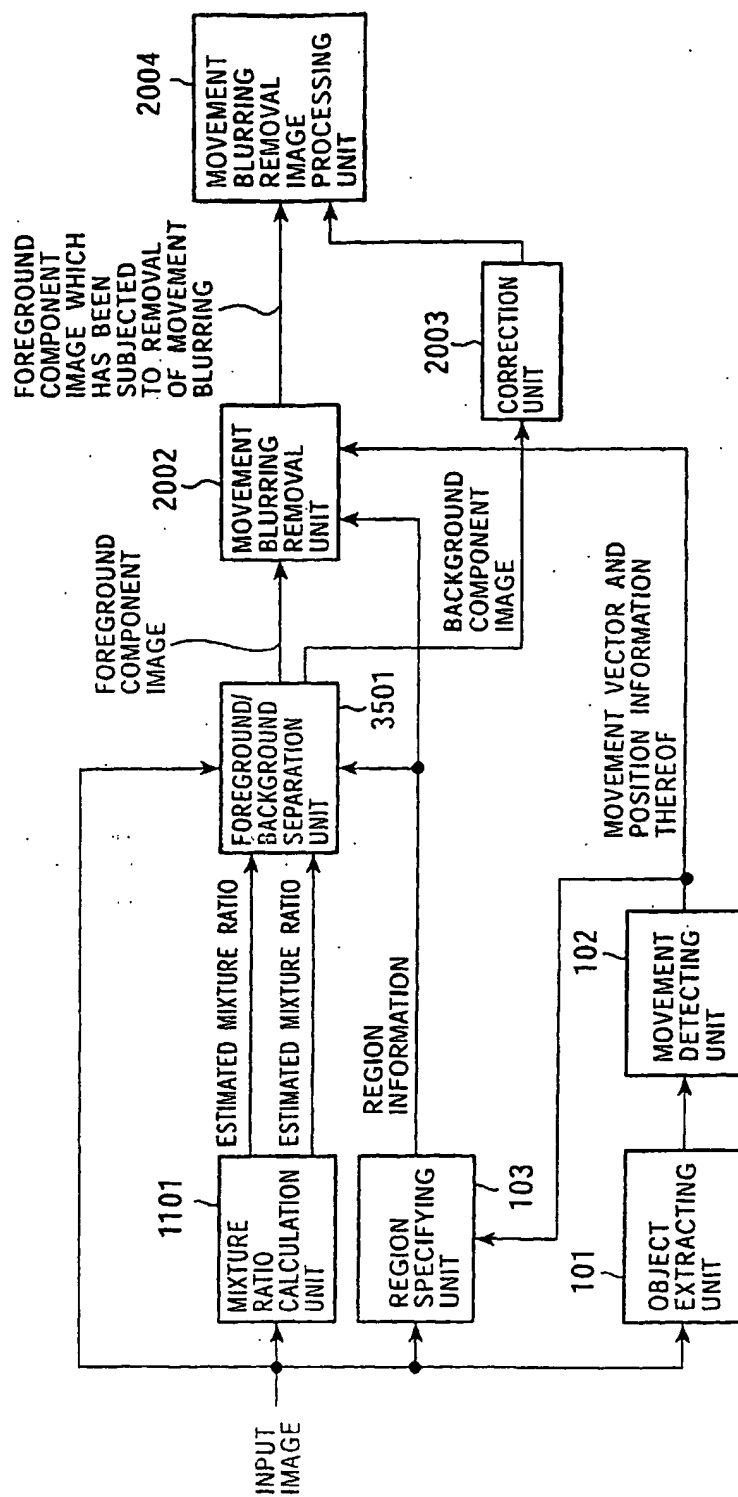 INPUT
IMAGE
1101
MIXTURE
RATIO
CALCULATION
UNIT
ESTIMATED MIXTURE RATIO
ESTIMATED MIXTURE RATIO
103
REGION
SPECIFYING
UNIT
REGION
INFORMATION
101
OBJECT
EXTRACTING
UNIT
102
MOVEMENT
DETECTING
UNIT
MOVEMENT VECTOR AND
POSITION INFORMATION
THEREOF
FOREGROUND/
BACKGROUND
SEPARATION
UNIT
3501
FOREGROUND
COMPONENT
IMAGE
BACKGROUND
COMPONENT
IMAGE
2002
MOVEMENT
BLURRING
REMOVAL
UNIT
FOREGROUND
COMPONENT
IMAGE WHICH
HAS BEEN
SUBJECTED
TO REMOVAL
OF MOVEMENT
BLURRING
2003
CORRECTION
UNIT
2004
MOVEMENT
BLURRING
REMOVAL
IMAGE
PROCESSING
UNIT